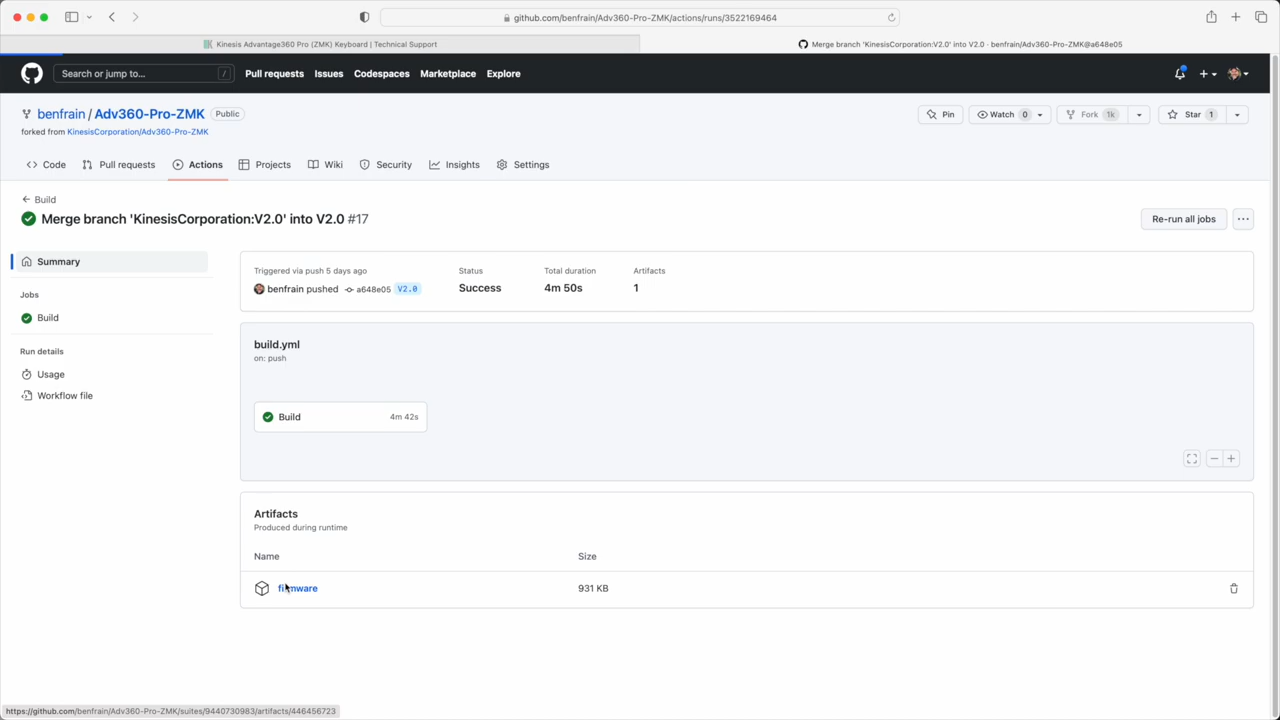 github.com/benfrain/Adv360-Pro-ZMK/actions/runs/3522169464
Kinesis Advantage360 Pro (ZMK) Keyboard | Technical Support
Merge branch 'KinesisCorporation:V2.0' into V2.0 · benfrain/Adv360-Pro-ZMK@a648e05
Search or jump to... /
Pull requests Issues Codespaces Marketplace Explore
benfrain / Adv360-Pro-ZMK Public
Pin Watch 0 Fork 1k Star 1
forked from KinesisCorporation/Adv360-Pro-ZMK
Code Pull requests Actions Projects Wiki Security Insights Settings
Build
Merge branch 'KinesisCorporation:V2.0' into V2.0 #17
Re-run all jobs
Summary
Jobs
Build
Run details
Usage
Workflow file
Triggered via push 5 days ago
benfrain pushed a648e05 V2.0
Status
Success
Total duration
4m 50s
Artifacts
1
build.yml
on: push
Build 4m 42s
Artifacts
Produced during runtime
Name Size
firmware 931 KB
https://github.com/benfrain/Adv360-Pro-ZMK/suites/9440730983/artifacts/446456723